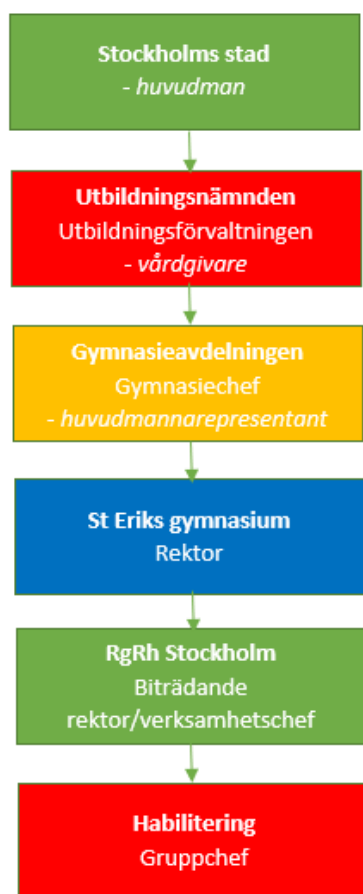 Stockholms stad
- huvudman
Utbildningsnämnden
Utbildningsförvaltningen
- vårdgivare
Gymnasieavdelningen
Gymnasiechef
- huvudmannarepresentant
St Eriks gymnasium
Rektor
RgRh Stockholm
Biträdande
rektor/verksamhetschef
Habilitering
Gruppchef